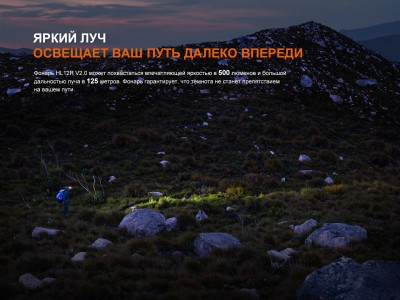 ЯРКИЙ ЛУЧ
ОСВЕЩАЕТ ВАШ ПУТЬ ДАЛЕКО ВПЕРЕДИ
Фонарь HL12R V2.0 может похвастаться впечатляющей яркостью в 500 люменов и большой
дальностью луча в 125 метров. Фонарь гарантирует, что темнота не станет препятствием
на вашем пути.